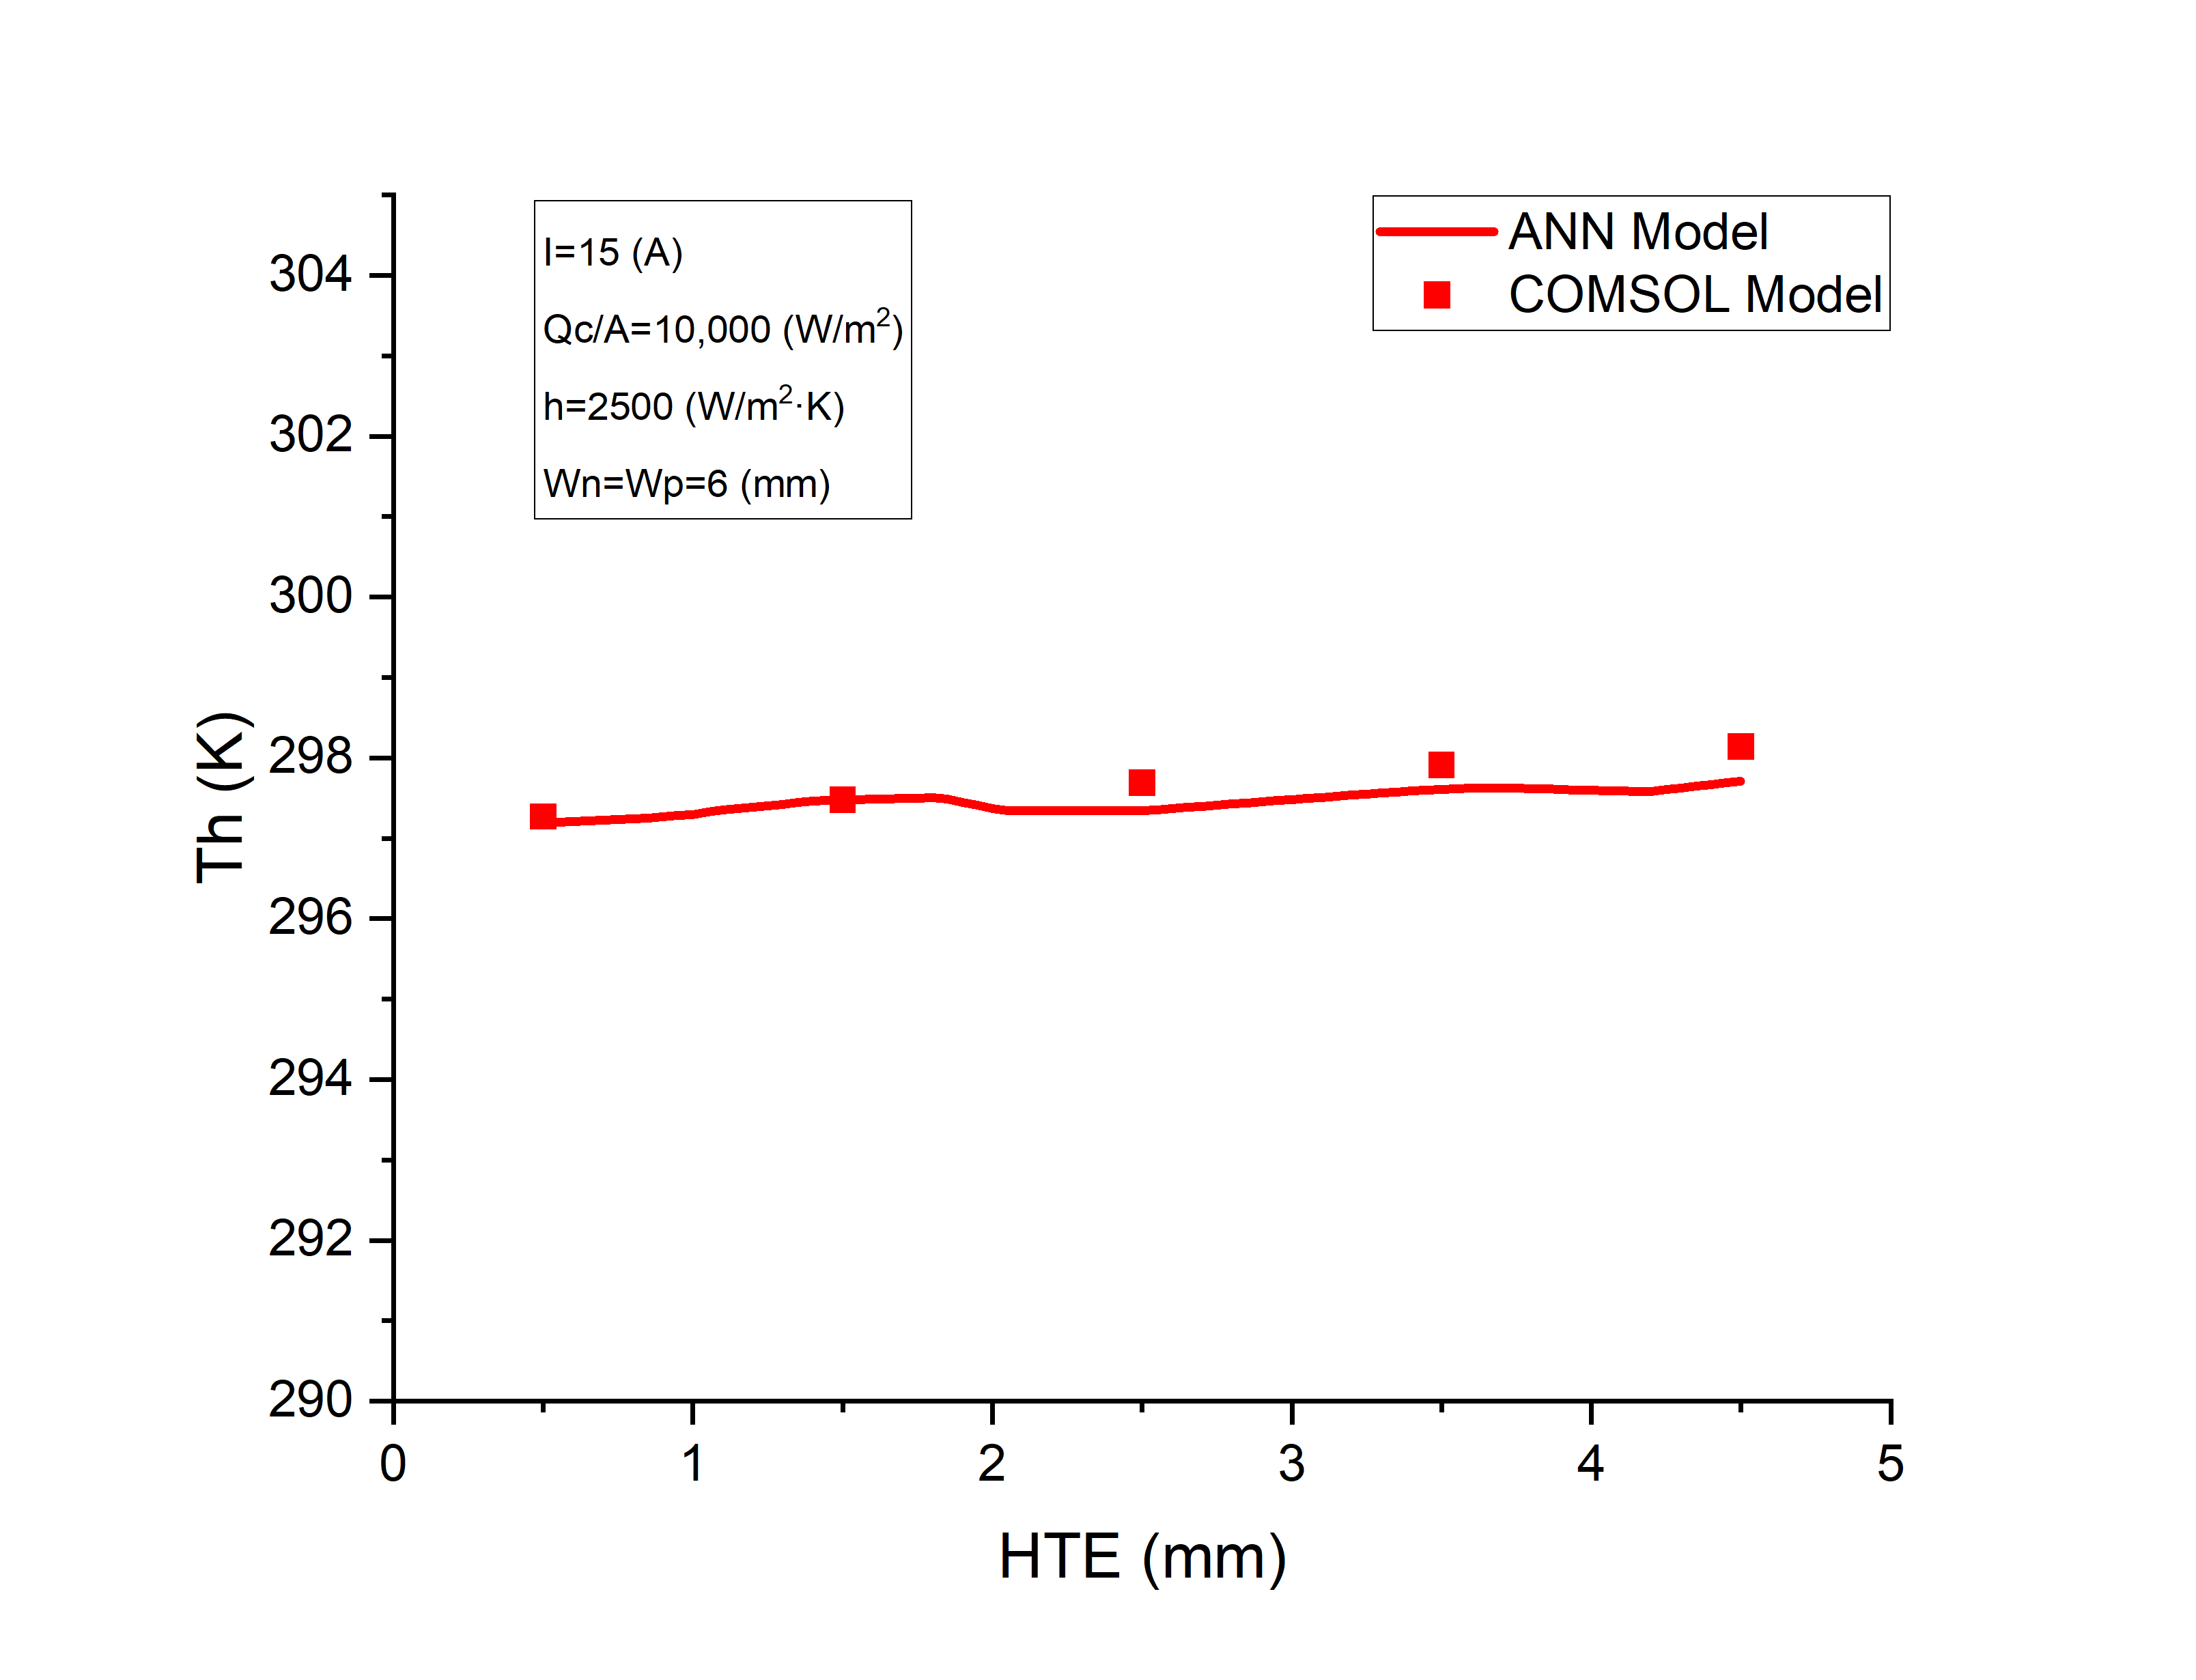 I=15 (A)
Qc/A=10,000 (W/m²)
h=2500 (W/m²·K)
Wn=Wp=6 (mm)
ANN Model
COMSOL Model
304
302
300
298
296
294
292
290
Th (K)
0 1 2 3 4 5
HTE (mm)